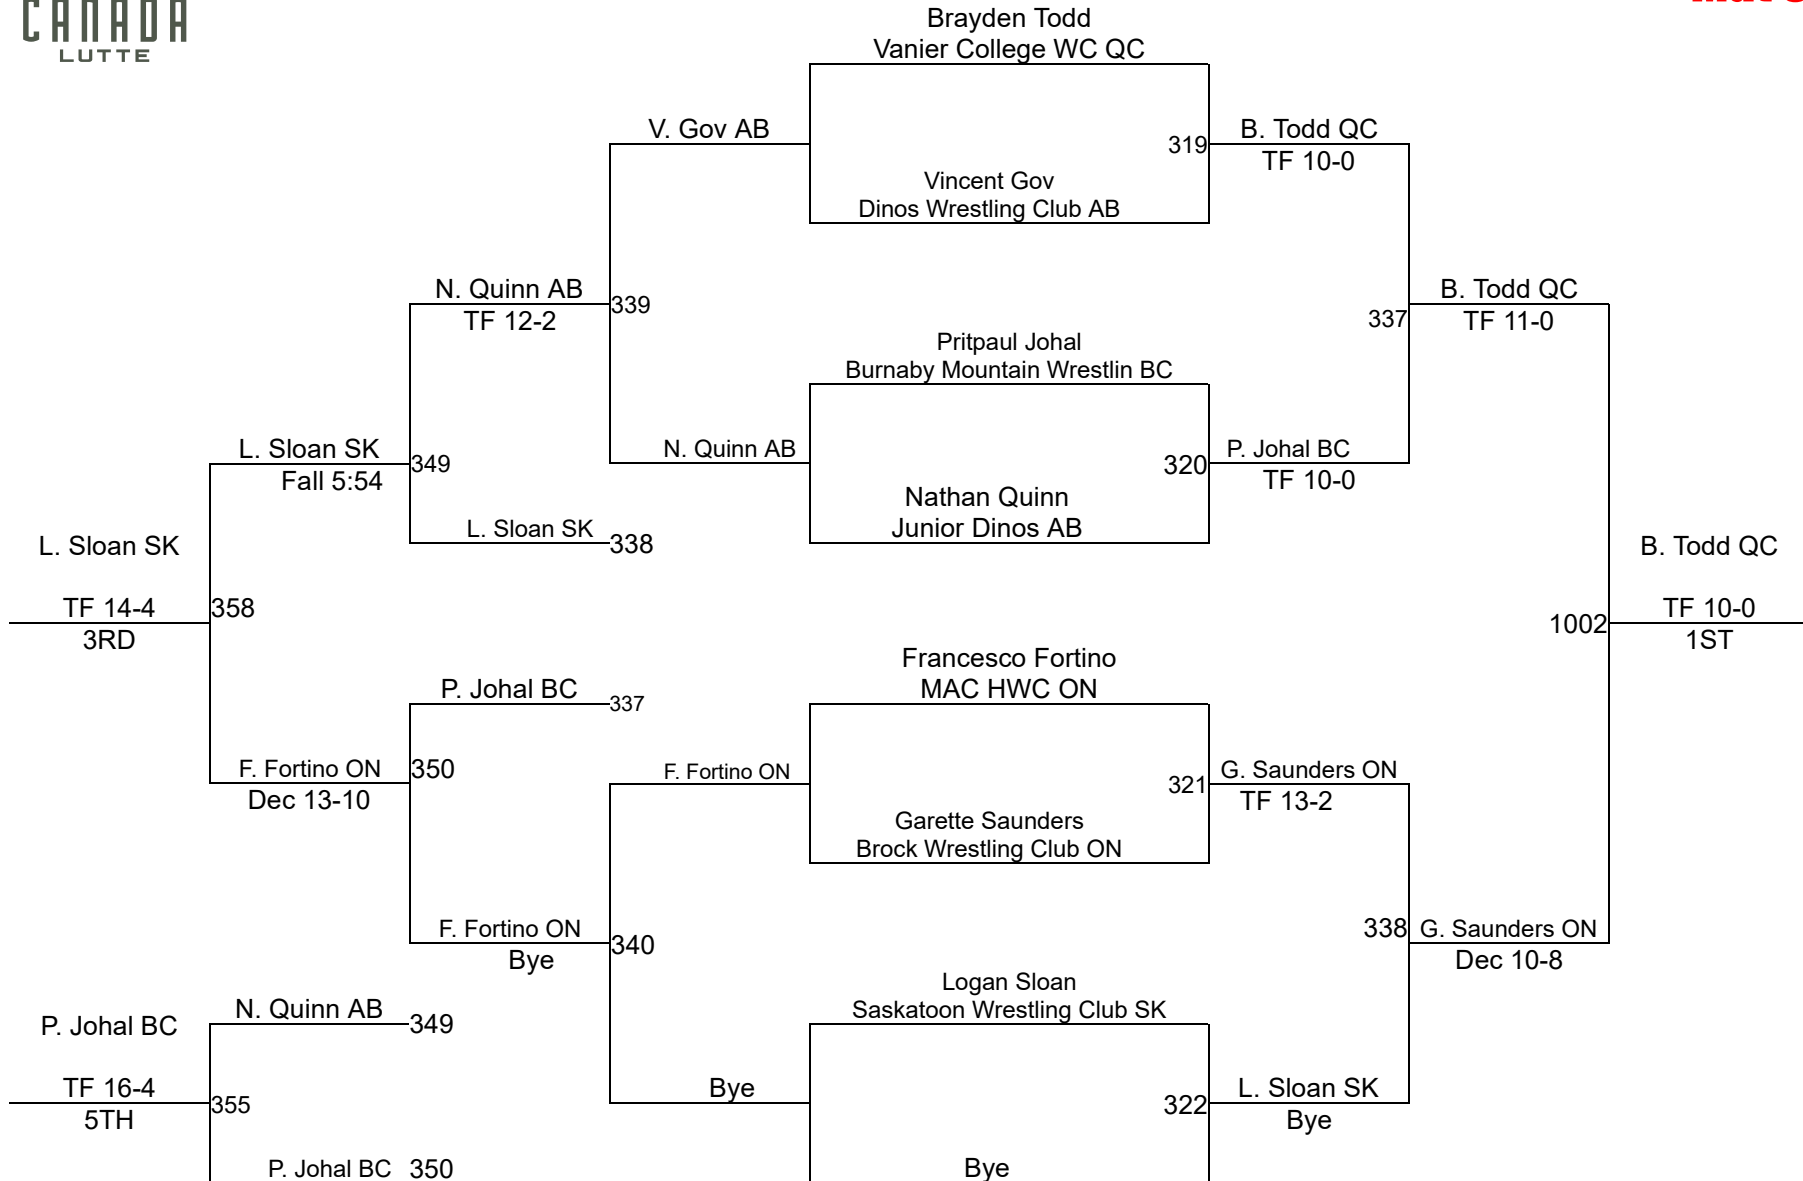 CANADA
LUTTE
Brayden Todd
Vanier College WC QC
V. Gov AB
319
B. Todd QC
TF 10-0
Vincent Gov
Dinos Wrestling Club AB
N. Quinn AB
TF 12-2
339
337
B. Todd QC
TF 11-0
Pritpaul Johal
Burnaby Mountain Wrestlin BC
L. Sloan SK
Fall 5:54
349
N. Quinn AB
320
P. Johal BC
TF 10-0
Nathan Quinn
Junior Dinos AB
L. Sloan SK
338
L. Sloan SK
TF 14-4
3RD
358
B. Todd QC
1002
TF 10-0
1ST
Francesco Fortino
MAC HWC ON
P. Johal BC
337
F. Fortino ON
Dec 13-10
350
F. Fortino ON
321
G. Saunders ON
TF 13-2
Garette Saunders
Brock Wrestling Club ON
F. Fortino ON
Bye
340
338
G. Saunders ON
Dec 10-8
Logan Sloan
Saskatoon Wrestling Club SK
P. Johal BC
N. Quinn AB
349
TF 16-4
5TH
355
Bye
322
L. Sloan SK
Bye
P. Johal BC
350
Bye